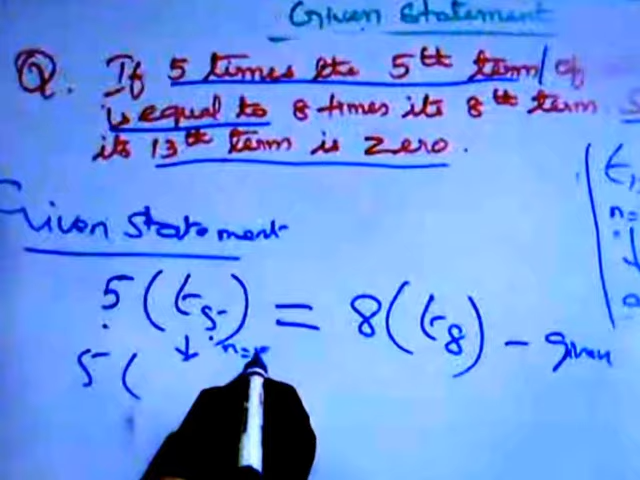 Given Statement
Q. If 5 times the 5th term of
is equal to 8 times its 8th term
its 13th term is zero.
Given Statement
5(t5) = 8(t8) - given
n=
5(
t
n=